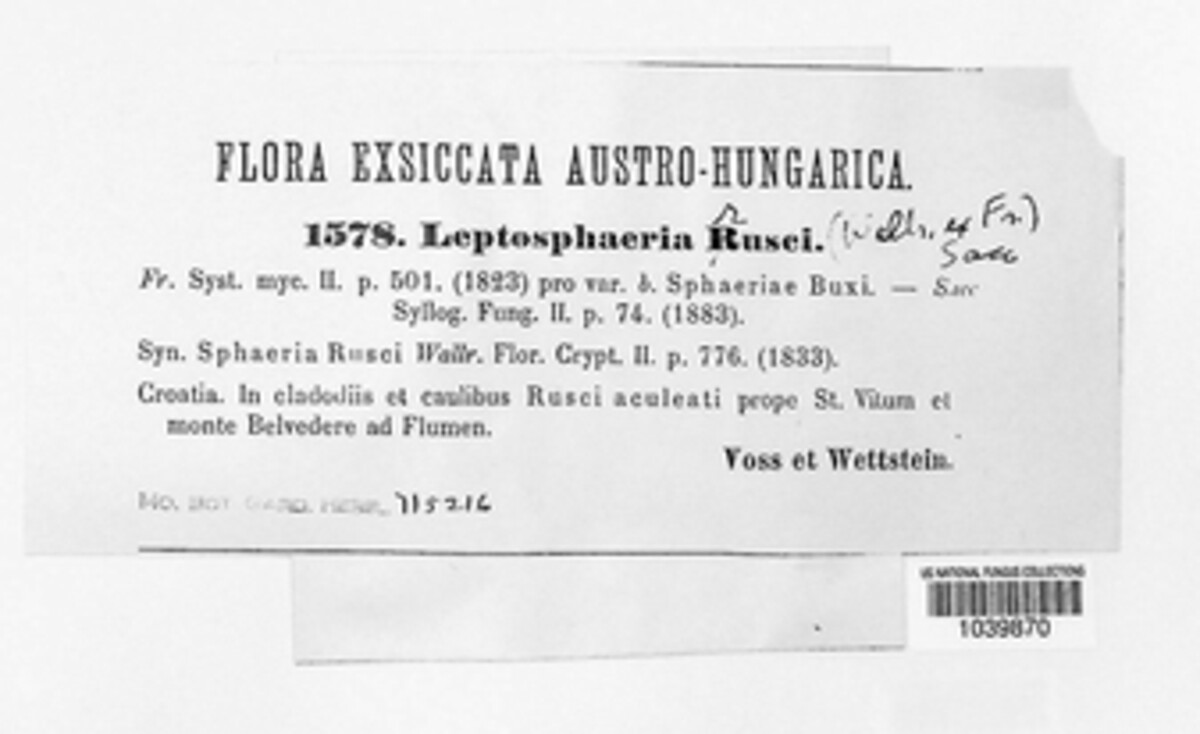 FLORA EXSICCATA AUSTRO-HUNGARICA.
1578. Leptosphaeria Rusci. (Wallr. ex Fr.)
r
Sacc
Fr. Syst. myc. II. p. 501. (1823) pro var. b. Sphaeriae Buxi. — Sacc
Syllog. Fung. II. p. 74. (1883).
Syn. Sphaeria Rusci Wallr. Flor. Crypt. II. p. 776. (1833).
Croatia. In cladodiis et caulibus Rusci aculeati prope St. Vitum et
monte Belvedere ad Flumen.
Voss et Wettstein.
MO. BOT. GARD. HERB. 715216
US NATIONAL FUNGUS COLLECTIONS
1039870